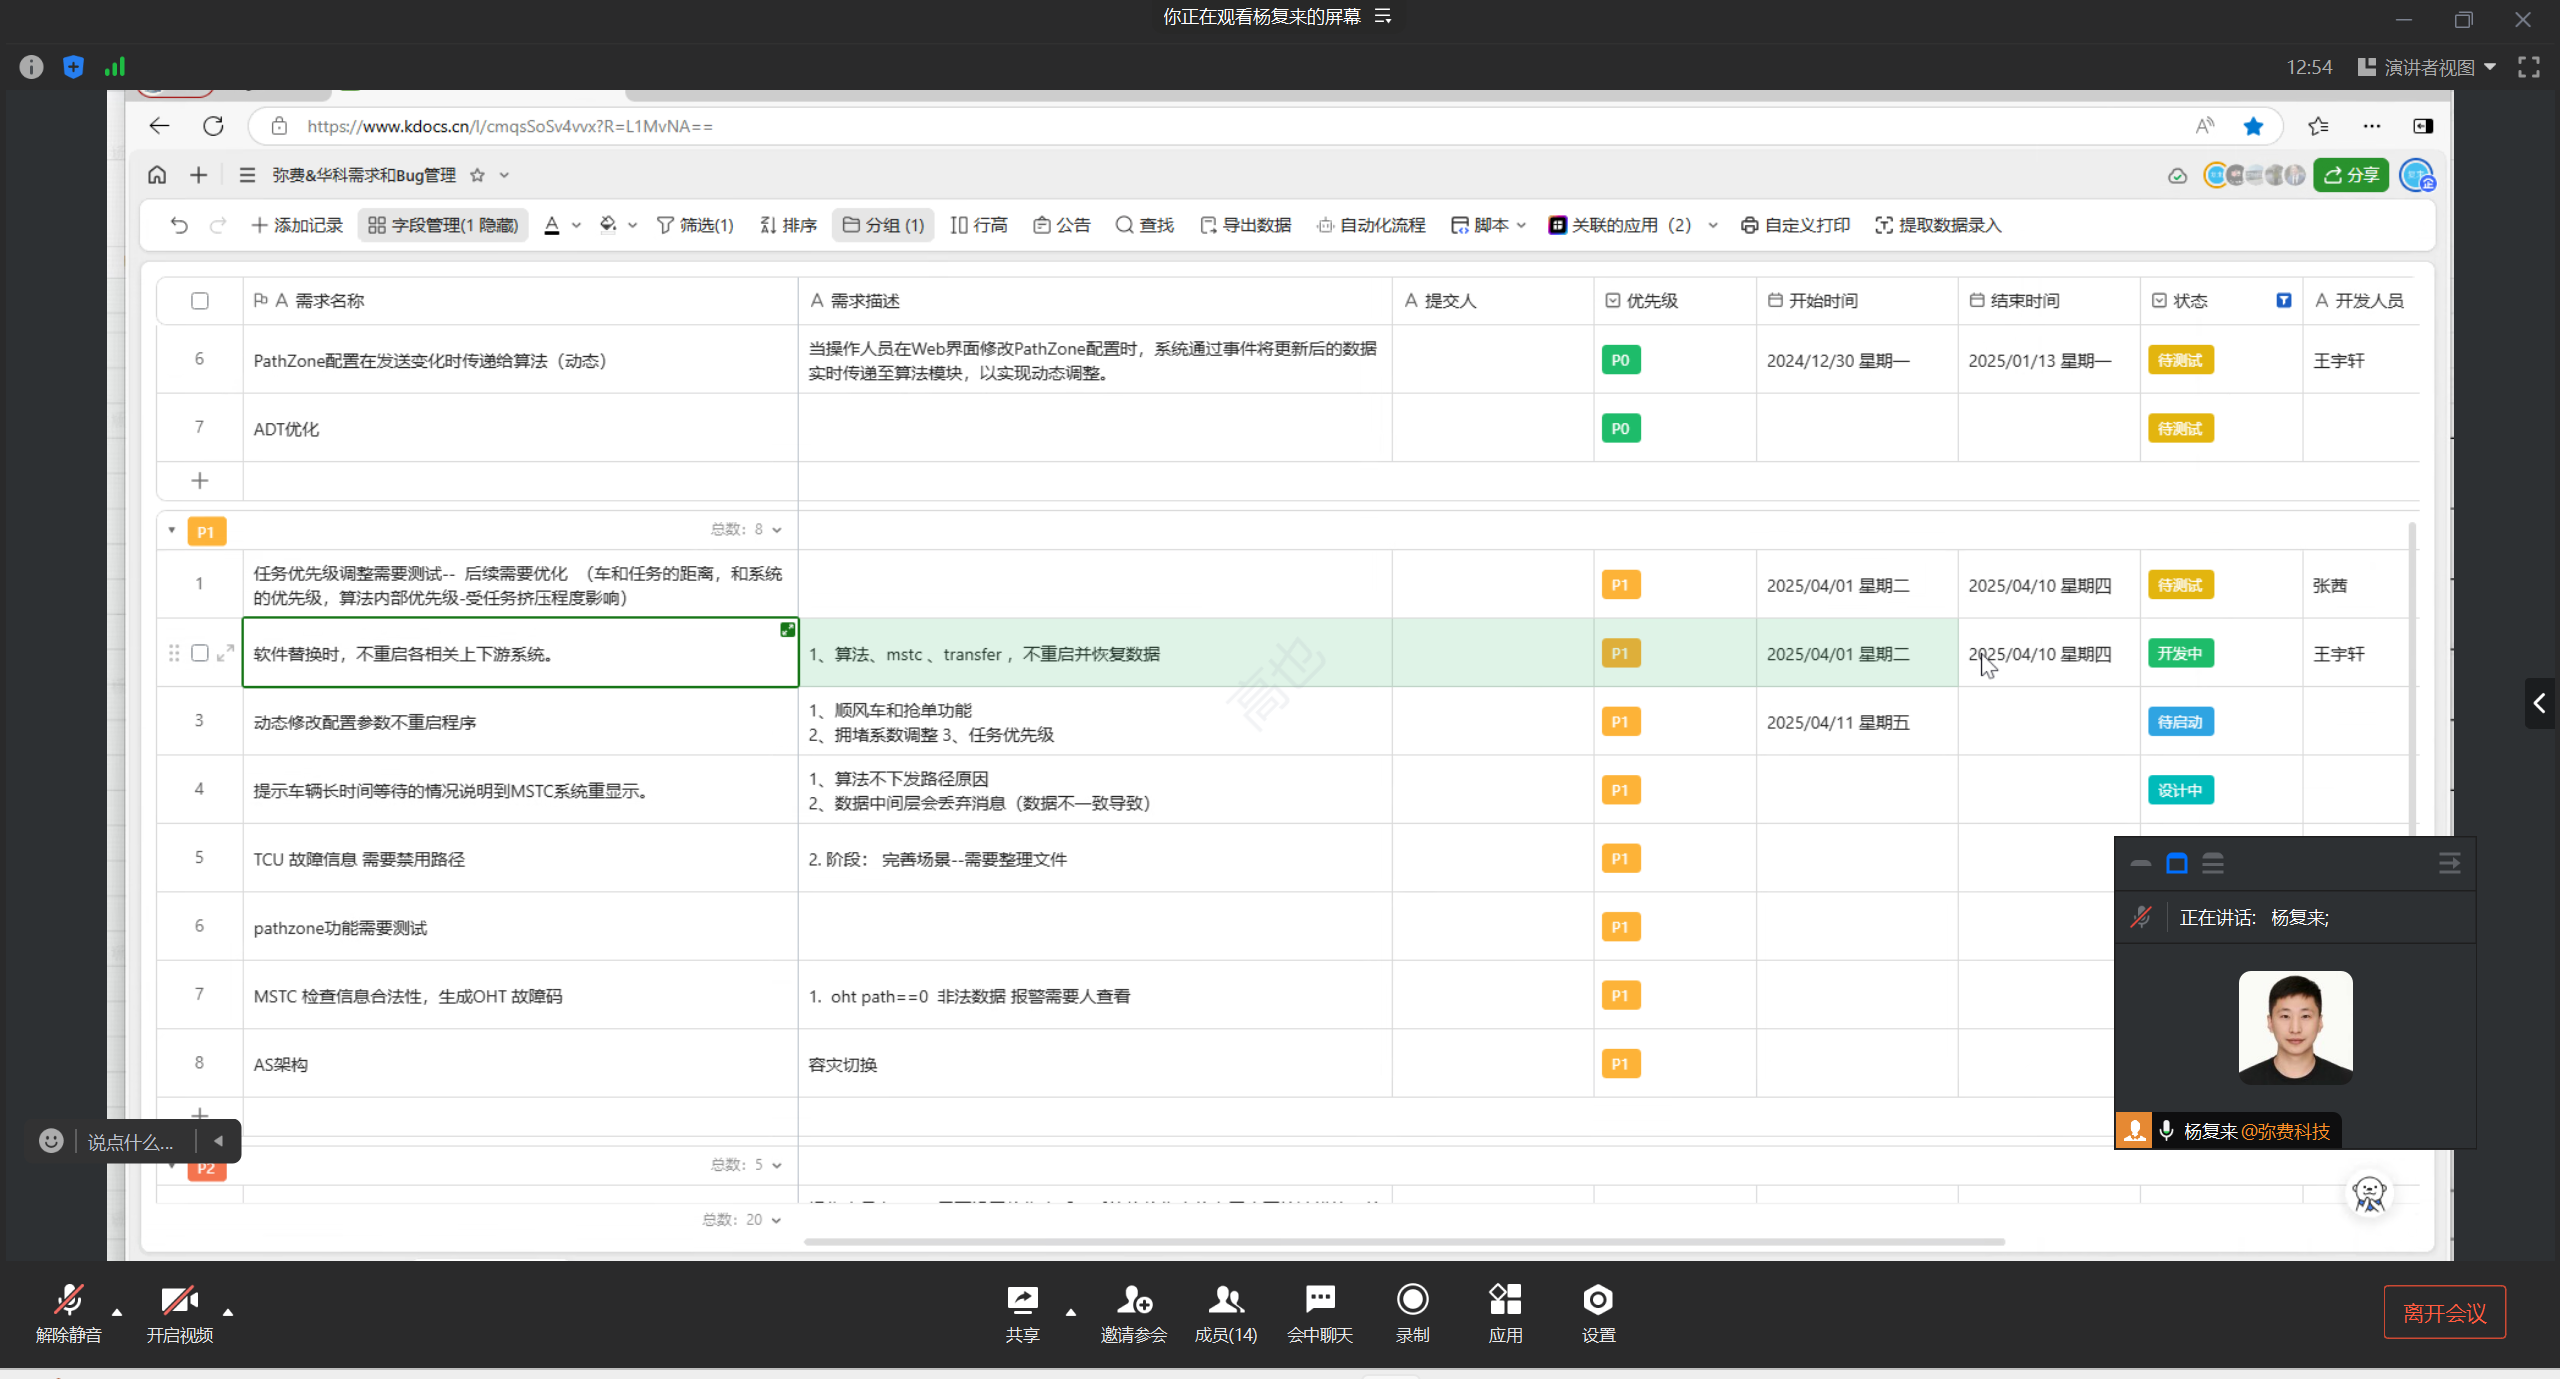 你正在观看杨复来的屏幕
12:54 演讲者视图
https://www.kdocs.cn/l/cmqsSoSv4vvx?R=L1MvNA==
弥费&华科需求和Bug管理
分享
添加记录 字段管理(1 隐藏) 筛选(1) 排序 分组 (1) 行高 公告 查找 导出数据 自动化流程 脚本 关联的应用（2） 自定义打印 提取数据录入
需求名称 需求描述 提交人 优先级 开始时间 结束时间 状态 开发人员
6 PathZone配置在发送变化时传递给算法（动态） 当操作人员在Web界面修改PathZone配置时，系统通过事件将更新后的数据 P0 2024/12/30 星期一 2025/01/13 星期一 待测试 王宇轩
实时传递至算法模块，以实现动态调整。
7 ADT优化 P0 待测试
P1 总数：8
1 任务优先级调整需要测试-- 后续需要优化 （车和任务的距离，和系统 P1 2025/04/01 星期二 2025/04/10 星期四 待测试 张茜
的优先级，算法内部优先级-受任务挤压程度影响）
软件替换时，不重启各相关上下游系统。 1、算法、mstc 、transfer ，不重启并恢复数据 P1 2025/04/01 星期二 2025/04/10 星期四 开发中 王宇轩
3 动态修改配置参数不重启程序 1、顺风车和抢单功能 P1 2025/04/11 星期五 待启动
2、拥堵系数调整 3、任务优先级
4 提示车辆长时间等待的情况说明到MSTC系统重显示。 1、算法不下发路径原因 P1 设计中
2、数据中间层会丢弃消息（数据不一致导致）
5 TCU 故障信息 需要禁用路径 2. 阶段： 完善场景--需要整理文件 P1
6 pathzone功能需要测试 P1
7 MSTC 检查信息合法性，生成OHT 故障码 1. oht path==0 非法数据 报警需要人查看 P1
8 AS架构 容灾切换 P1
P2 总数：5
总数：20
高也
正在讲话: 杨复来;
杨复来@弥费科技
说点什么...
解除静音 开启视频 共享 邀请参会 成员(14) 会中聊天 录制 应用 设置 离开会议